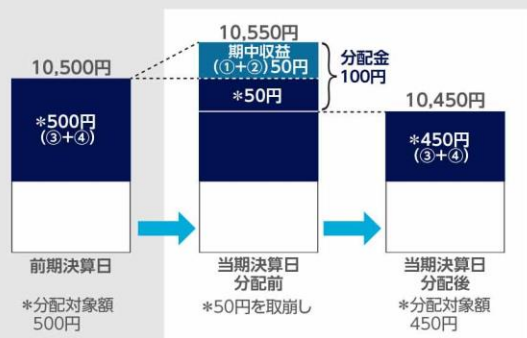 10,500円
*500円
(③+④)
前期決算日
*分配対象額
500円
10,550円
期中収益
(①+②)50円
*50円
分配金
100円
当期決算日
分配前
*50円を取崩し
10,450円
*450円
(③+④)
当期決算日
分配後
*分配対象額
450円